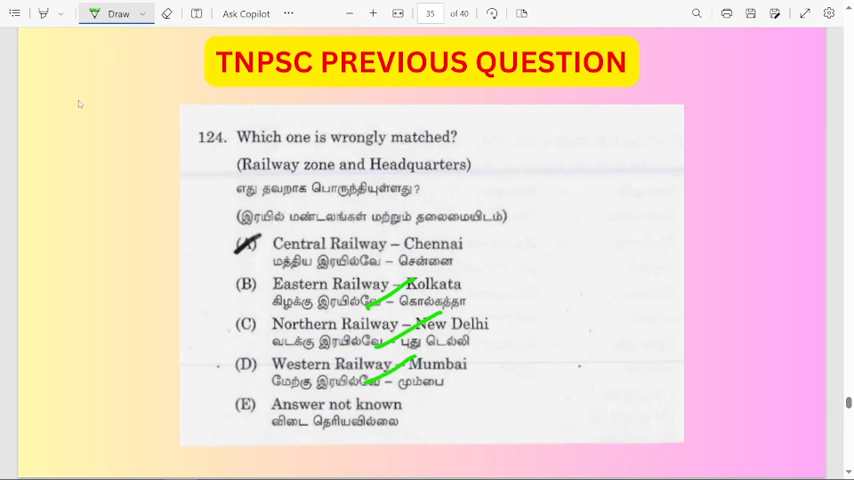 Draw
Ask Copilot
35 of 40
TNPSC PREVIOUS QUESTION
124. Which one is wrongly matched?
(Railway zone and Headquarters)
எது தவறாக பொருந்தியுள்ளது?
(இரயில் மண்டலங்கள் மற்றும் தலைமையிடம்)
(A) Central Railway – Chennai
மத்திய இரயில்வே – சென்னை
(B) Eastern Railway – Kolkata
கிழக்கு இரயில்வே – கொல்கத்தா
(C) Northern Railway – New Delhi
வடக்கு இரயில்வே – புது டெல்லி
(D) Western Railway – Mumbai
மேற்கு இரயில்வே – மும்பை
(E) Answer not known
விடை தெரியவில்லை